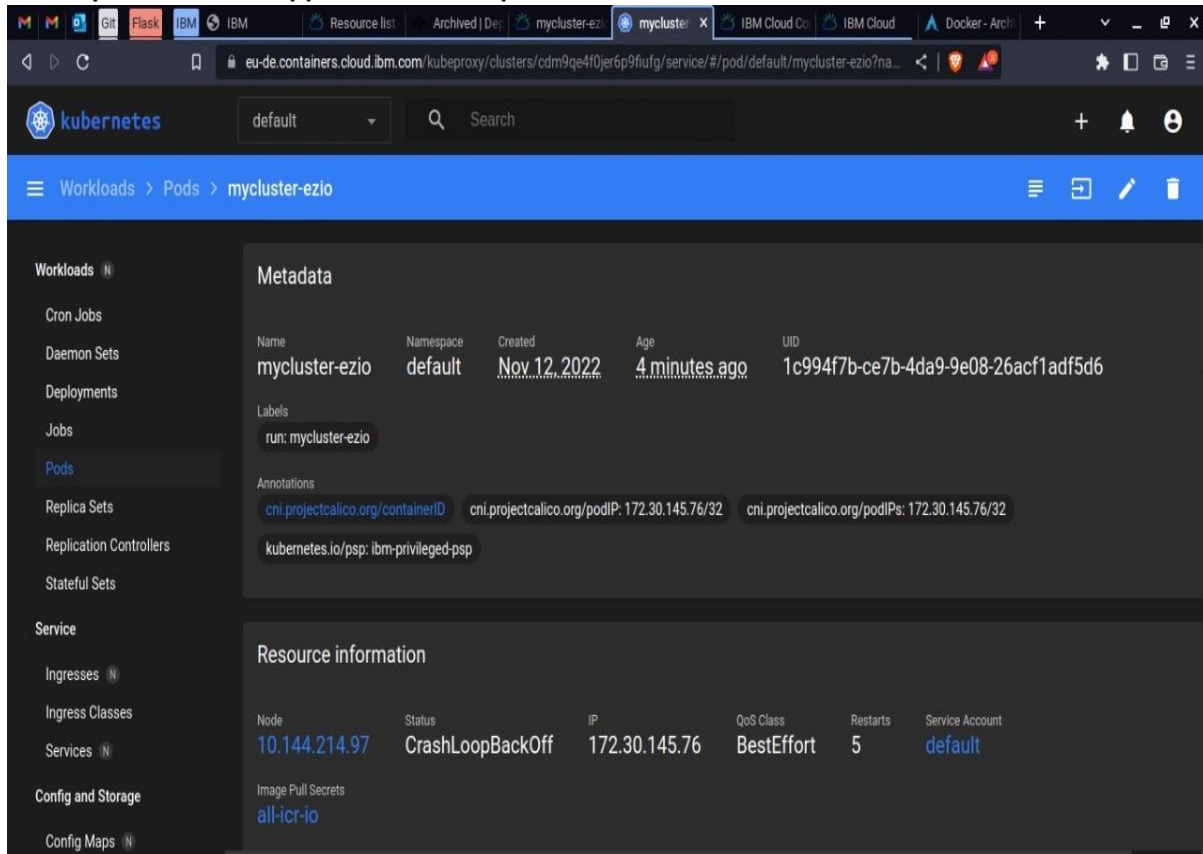 Git Flask IBM IBM Resource list Archived | Dep mycluster-ezi mycluster IBM Cloud Co IBM Cloud Docker - Arch
eu-de.containers.cloud.ibm.com/kubeproxy/clusters/cdm9qe4f0jer6p9fiufg/service/#/pod/default/mycluster-ezio?na...
kubernetes default Search
Workloads > Pods > mycluster-ezio
Workloads N
Cron Jobs
Daemon Sets
Deployments
Jobs
Pods
Replica Sets
Replication Controllers
Stateful Sets
Service
Ingresses N
Ingress Classes
Services N
Config and Storage
Config Maps N
Metadata
Name Namespace Created Age UID
mycluster-ezio default Nov 12, 2022 4 minutes ago 1c994f7b-ce7b-4da9-9e08-26acf1adf5d6
Labels
run: mycluster-ezio
Annotations
cni.projectcalico.org/containerID cni.projectcalico.org/podIP: 172.30.145.76/32 cni.projectcalico.org/podIPs: 172.30.145.76/32
kubernetes.io/psp: ibm-privileged-psp
Resource information
Node Status IP QoS Class Restarts Service Account
10.144.214.97 CrashLoopBackOff 172.30.145.76 BestEffort 5 default
Image Pull Secrets
all-icr-io